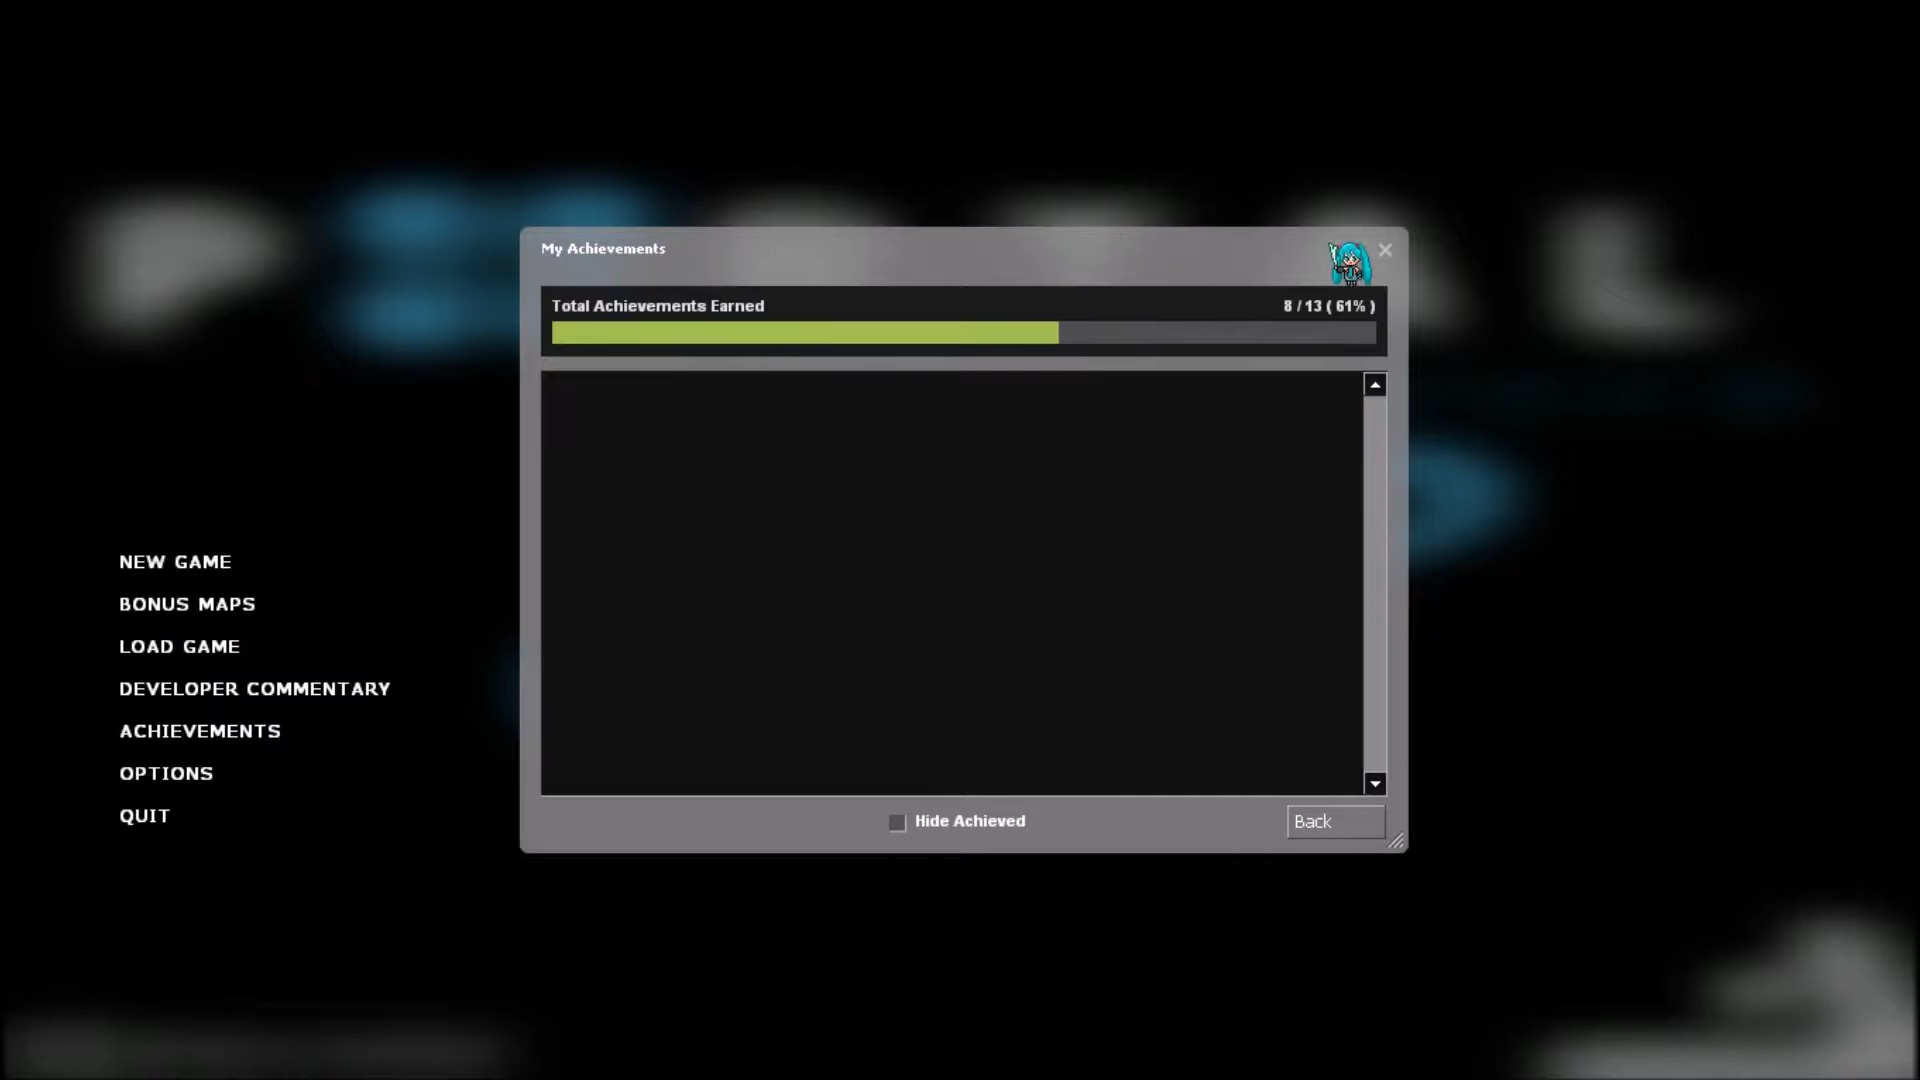 My Achievements
Total Achievements Earned
8 / 13 ( 61% )
NEW GAME
BONUS MAPS
LOAD GAME
DEVELOPER COMMENTARY
ACHIEVEMENTS
OPTIONS
QUIT
Hide Achieved
Back